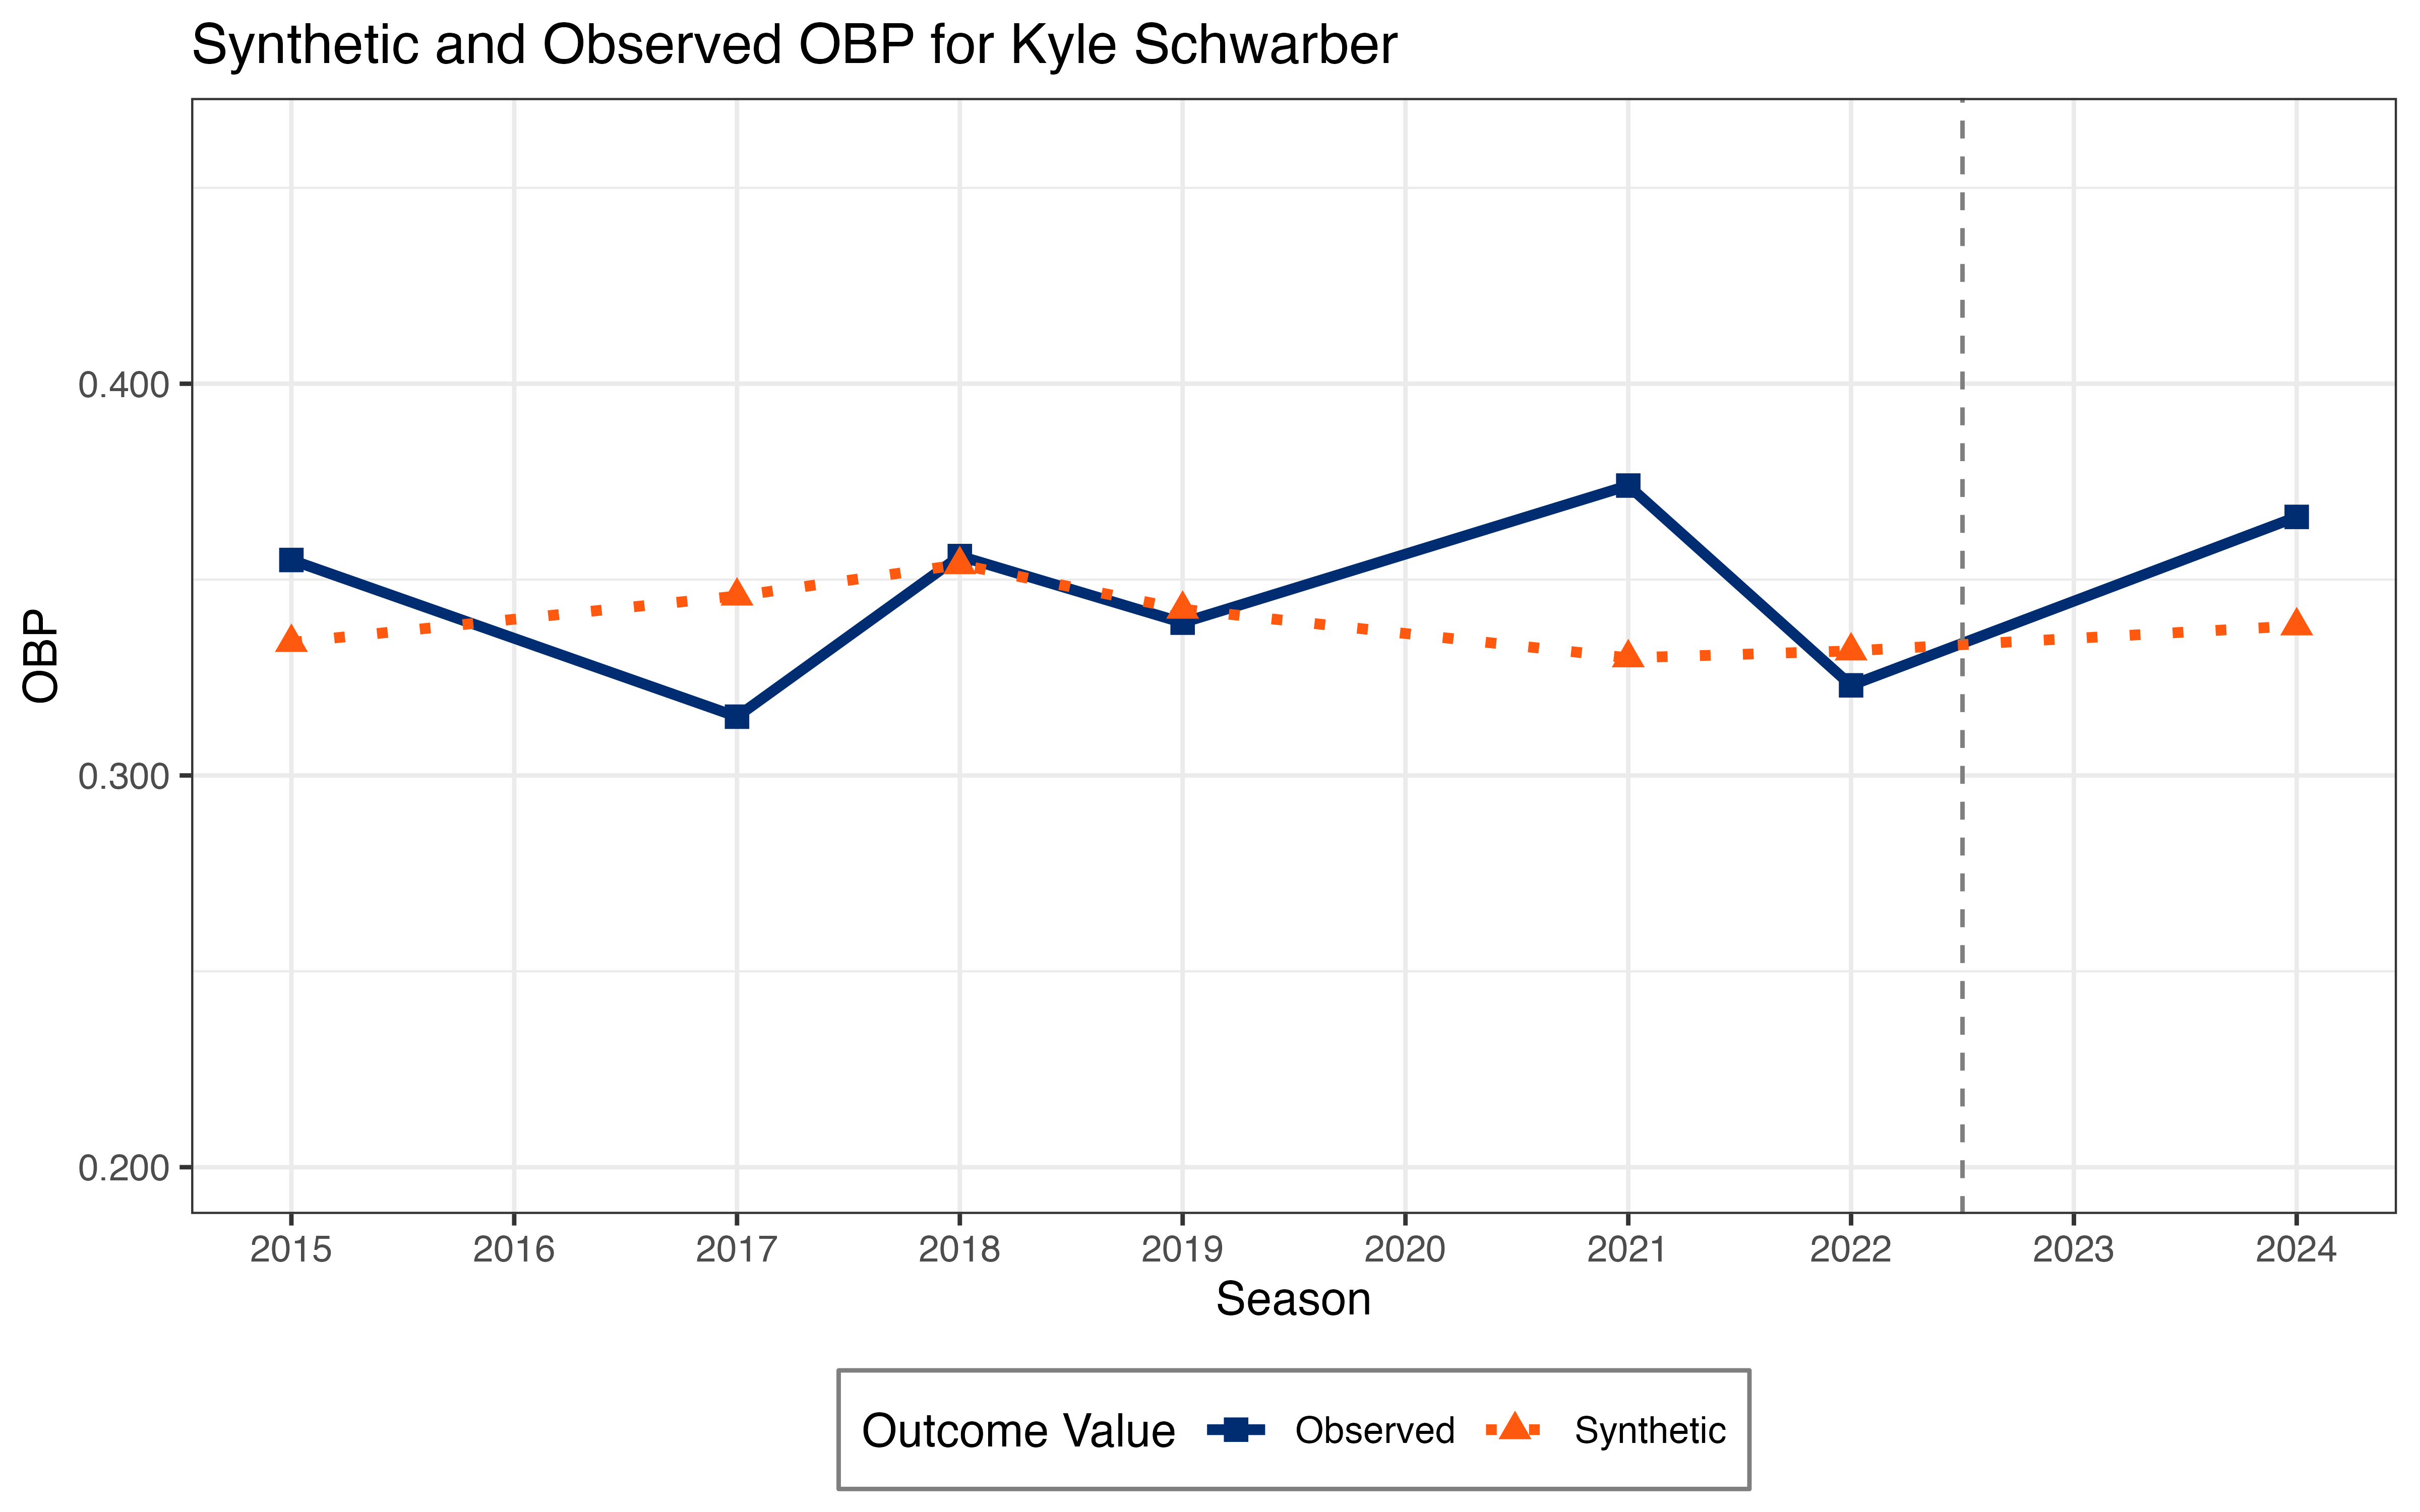 Synthetic and Observed OBP for Kyle Schwarber
OBP
0.400
0.300
0.200
2015 2016 2017 2018 2019 2020 2021 2022 2023 2024
Season
Outcome Value Observed Synthetic